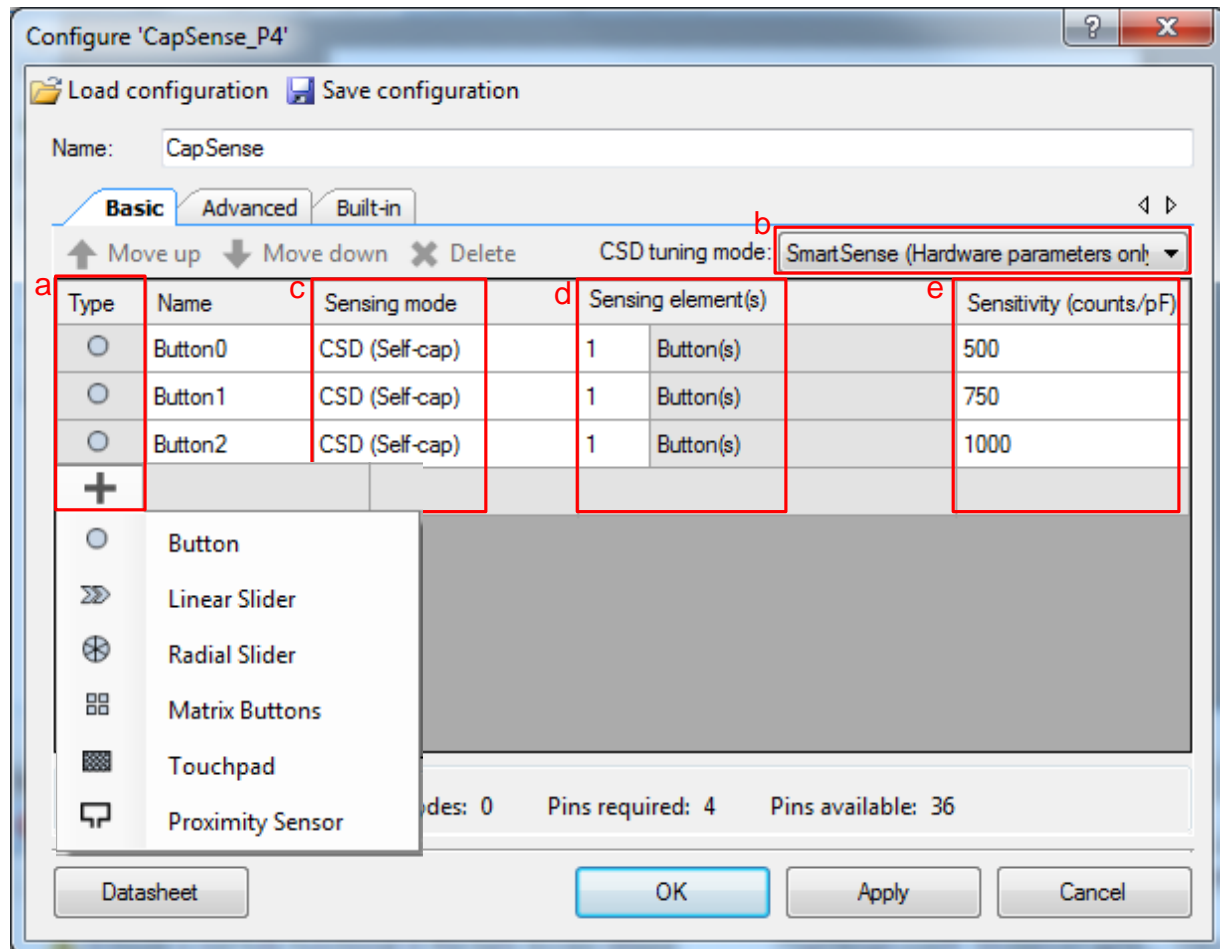 Configure 'CapSense_P4'
Load configuration Save configuration
Name: CapSense
Basic Advanced Built-in
b
Move up Move down Delete CSD tuning mode: SmartSense (Hardware parameters onl
a c d e
Type Name Sensing mode Sensing element(s) Sensitivity (counts/pF)
Button0 CSD (Self-cap) 1 Button(s) 500
Button1 CSD (Self-cap) 1 Button(s) 750
Button2 CSD (Self-cap) 1 Button(s) 1000
Button
Linear Slider
Radial Slider
Matrix Buttons
Touchpad
Proximity Sensor
: 0 Pins required: 4 Pins available: 36
Datasheet OK Apply Cancel